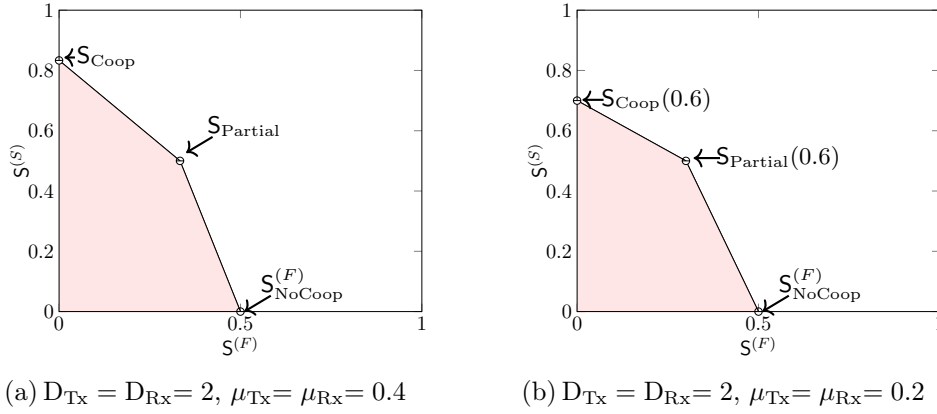 1
0.8
0.6
0.4
0.2
0
0
0.5
1
S^(S)
S^(F)
S_Coop
S_Partial
S^(F)_NoCoop
(a) D_Tx = D_Rx = 2, μ_Tx = μ_Rx = 0.4
1
0.8
0.6
0.4
0.2
0
0
0.5
1
S^(S)
S^(F)
S_Coop(0.6)
S_Partial(0.6)
S^(F)_NoCoop
(b) D_Tx = D_Rx = 2, μ_Tx = μ_Rx = 0.2